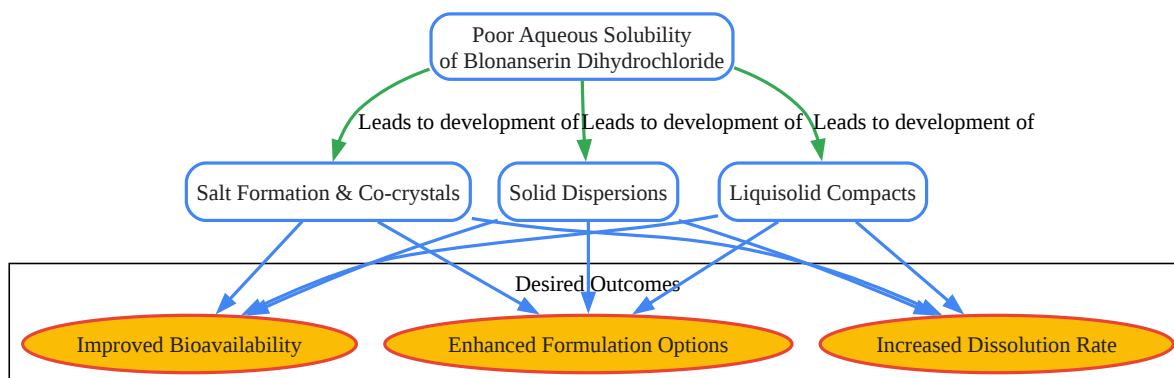 Poor Aqueous Solubility
of Blonanserin Dihydrochloride
Leads to development of
Leads to development of
Leads to development of
Salt Formation & Co-crystals
Solid Dispersions
Liquisolid Compacts
Desired Outcomes
Improved Bioavailability
Enhanced Formulation Options
Increased Dissolution Rate